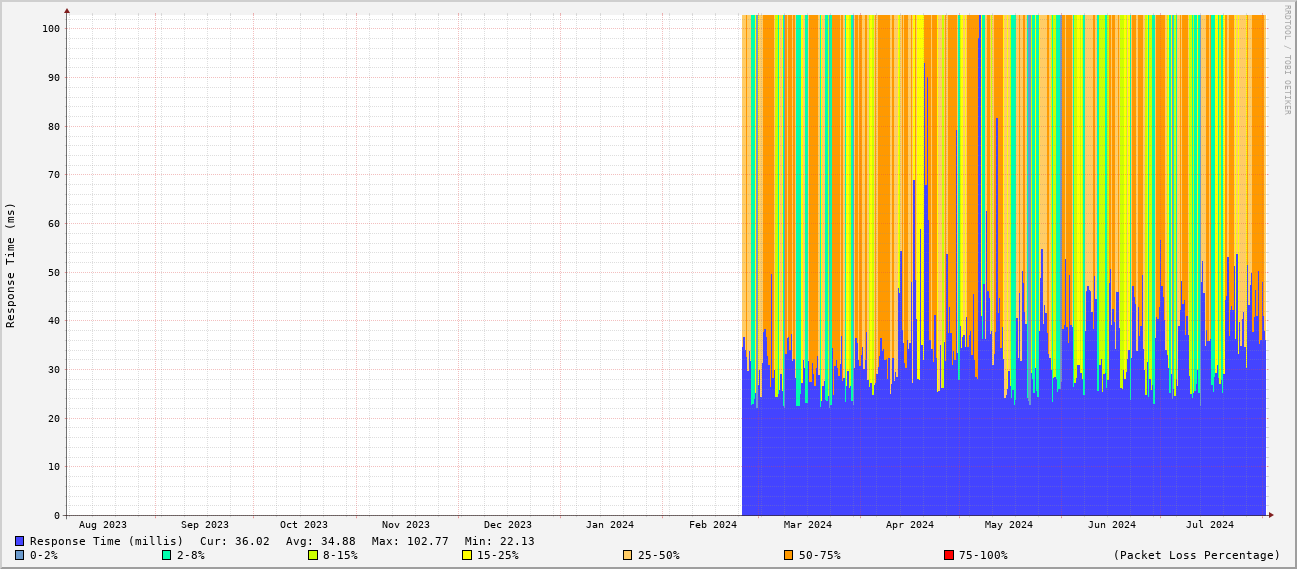 RRDTOOL / TOBI OETIKER
Response Time (ms)
100
90
80
70
60
50
40
30
20
10
0
Aug 2023 Sep 2023 Oct 2023 Nov 2023 Dec 2023 Jan 2024 Feb 2024 Mar 2024 Apr 2024 May 2024 Jun 2024 Jul 2024
Response Time (millis) Cur: 36.02 Avg: 34.88 Max: 102.77 Min: 22.13
0-2% 2-8% 8-15% 15-25% 25-50% 50-75% 75-100% (Packet Loss Percentage)